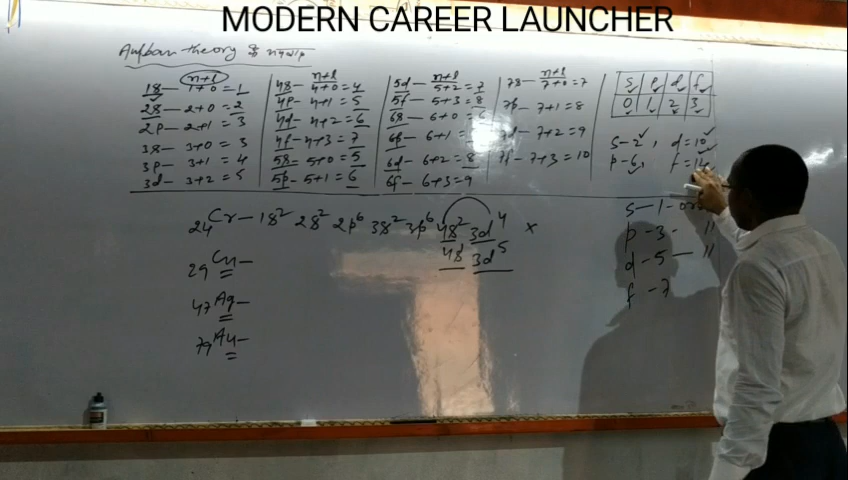 MODERN CAREER LAUNCHER
Aufbau theory
n+l
1s — 1+0 = 1
2s — 2+0 = 2
2p — 2+1 = 3
3s — 3+0 = 3
3p — 3+1 = 4
3d — 3+2 = 5
n+l
4s — 4+0 = 4
4p — 4+1 = 5
4d — 4+2 = 6
4f — 4+3 = 7
5s — 5+0 = 5
5p — 5+1 = 6
n+l
5d — 5+2 = 7
5f — 5+3 = 8
6s — 6+0 = 6
6p — 6+1 =
6d — 6+2 = 8
6f — 6+3 = 9
n+l
7s — 7+0 = 7
7p — 7+1 = 8
7d — 7+2 = 9
7f — 7+3 = 10
s p d f
0 1 2 3
s-2, d=10
p-6, f=14
s — 1 —
p — 3 - "
d — 5 — "
f — 7
24Cr — 1s² 2s² 2p⁶ 3s² 3p⁶ 4s² 3d⁴ ×
4s¹ 3d⁵
29Cu —
47Ag —
79Au —